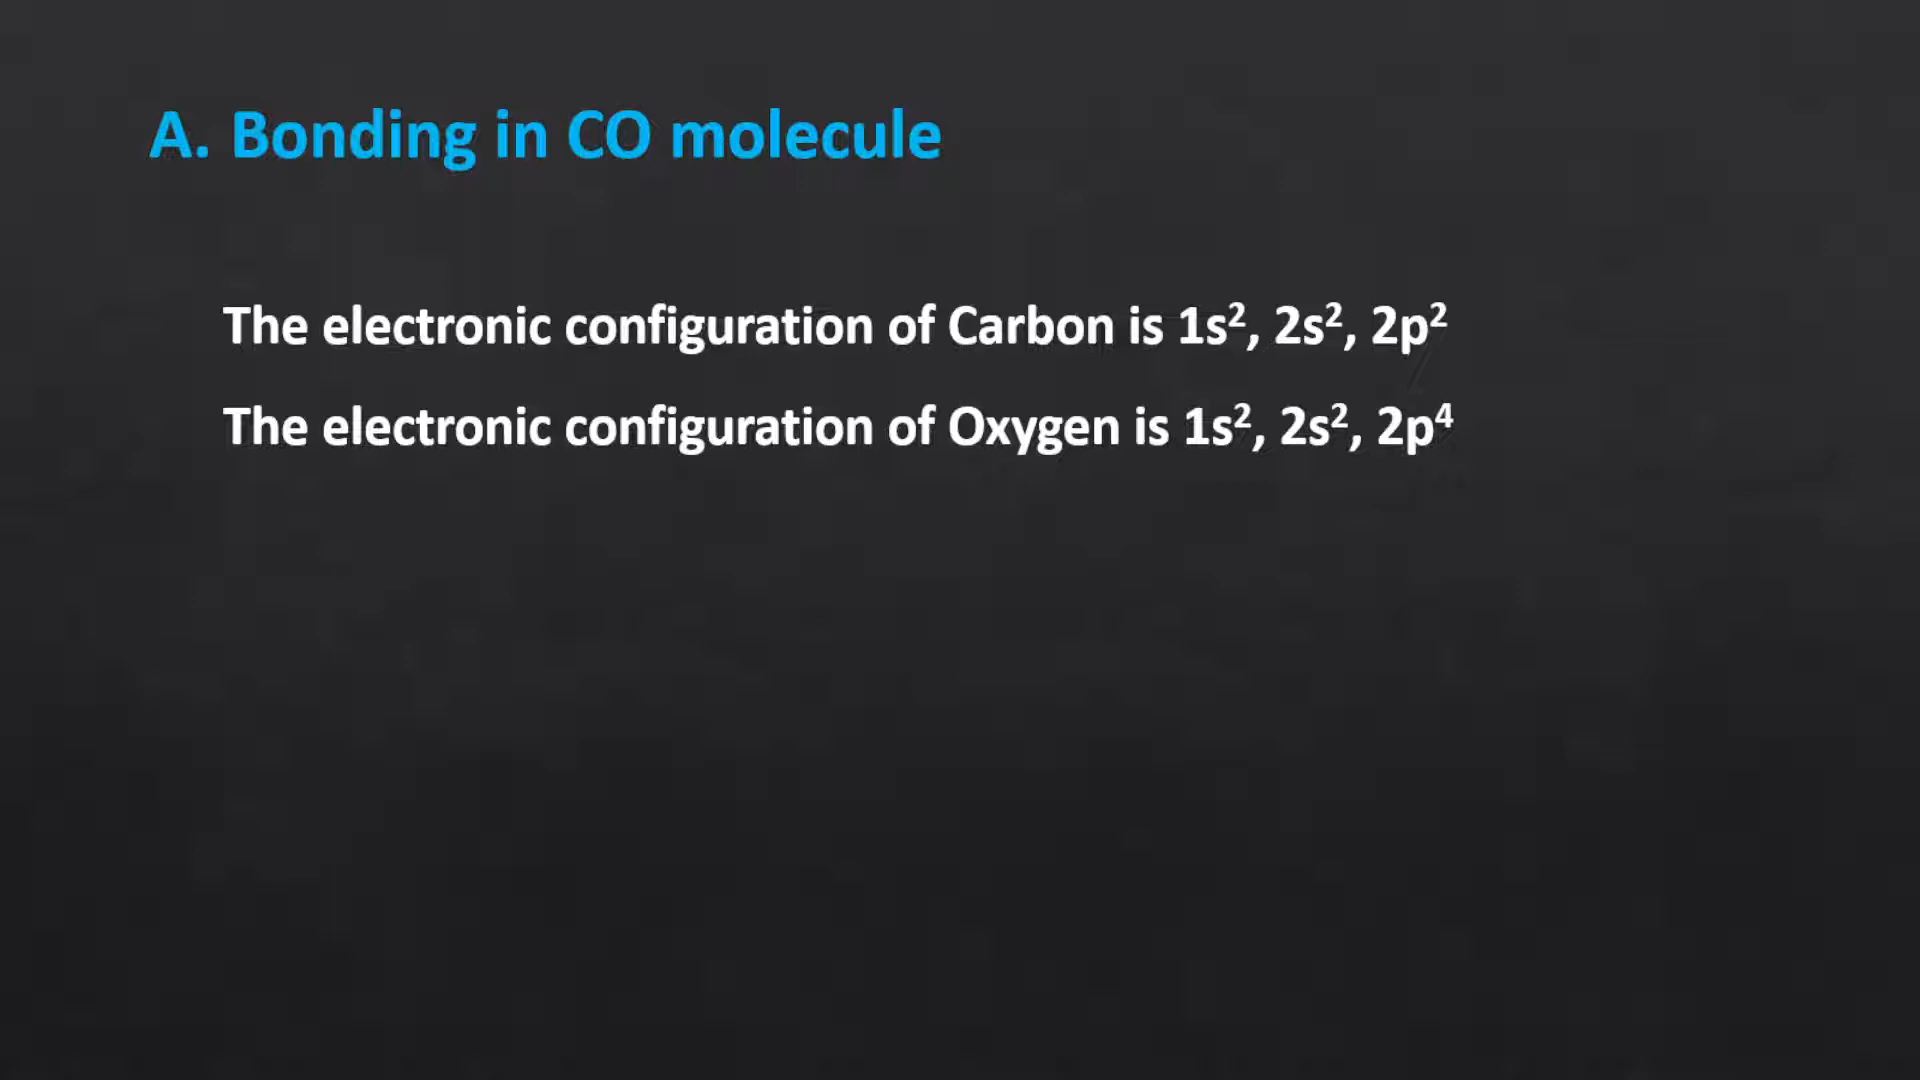 A. Bonding in CO molecule
The electronic configuration of Carbon is 1s², 2s², 2p²
The electronic configuration of Oxygen is 1s², 2s², 2p⁴